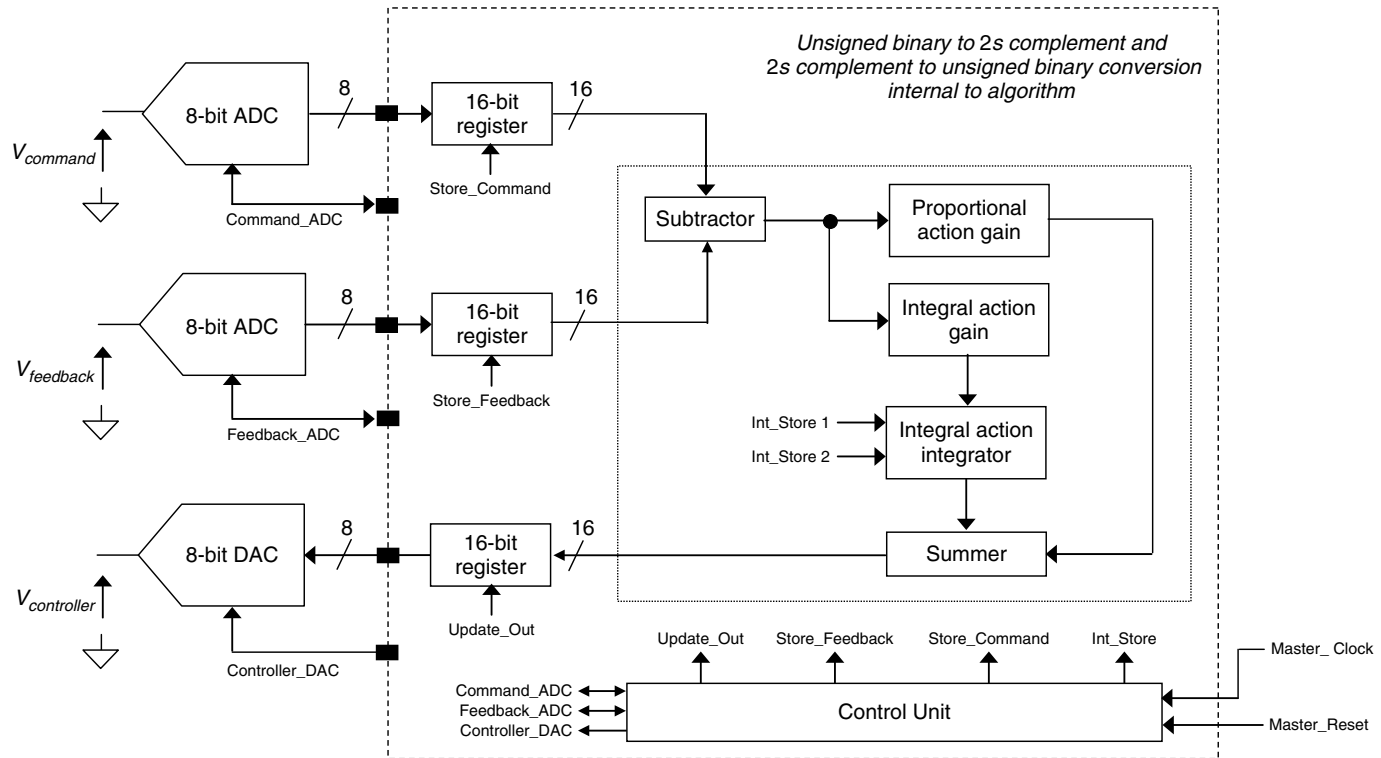 Unsigned binary to 2s complement and
2s complement to unsigned binary conversion
internal to algorithm
8-bit ADC
8
16-bit
register
16
Vcommand
Store_Command
Command_ADC
Subtractor
Proportional
action gain
8-bit ADC
8
16-bit
register
16
Integral action
gain
Vfeedback
Store_Feedback
Feedback_ADC
Int_Store 1
Int_Store 2
Integral action
integrator
8-bit DAC
8
16-bit
register
16
Summer
Vcontroller
Update_Out
Controller_DAC
Update_Out
Store_Feedback
Store_Command
Int_Store
Master_ Clock
Command_ADC
Feedback_ADC
Controller_DAC
Control Unit
Master_Reset